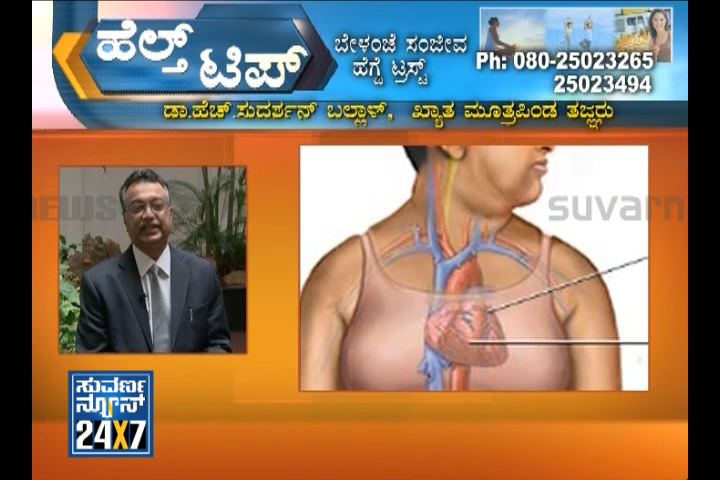 ಹೆಲ್ತ್
ಟಿಪ್
ಬೇಳಂಜೆ ಸಂಜೀವ
ಹೆಗ್ಡೆ ಟ್ರಸ್ಟ್
Ph: 080-25023265
25023494
ಡಾ.ಹೆಚ್.ಸುದರ್ಶನ್ ಬಲ್ಲಾಳ್, ಖ್ಯಾತ ಮೂತ್ರಪಿಂಡ ತಜ್ಞರು
NEWS
suvarn
ಸುವರ್ಣ
ನ್ಯೂಸ್
24X7